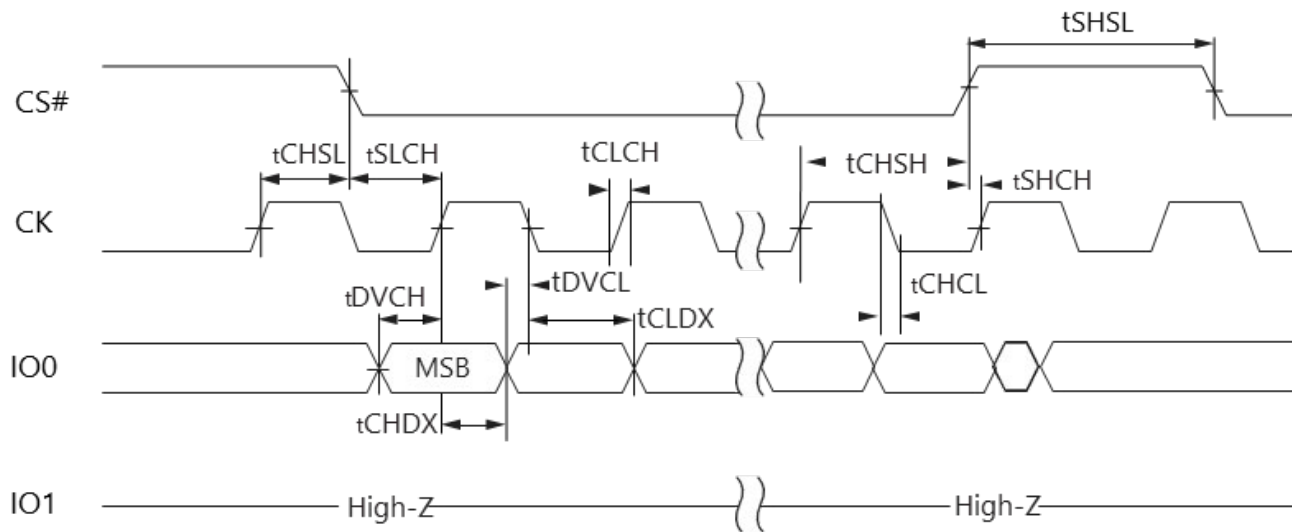 tSHSL
CS#
tCHSL
tSLCH
tCLCH
tCHSH
tSHCH
CK
tDVCH
tDVCL
tCLDX
tCHCL
IO0
MSB
tCHDX
IO1
High-Z
High-Z